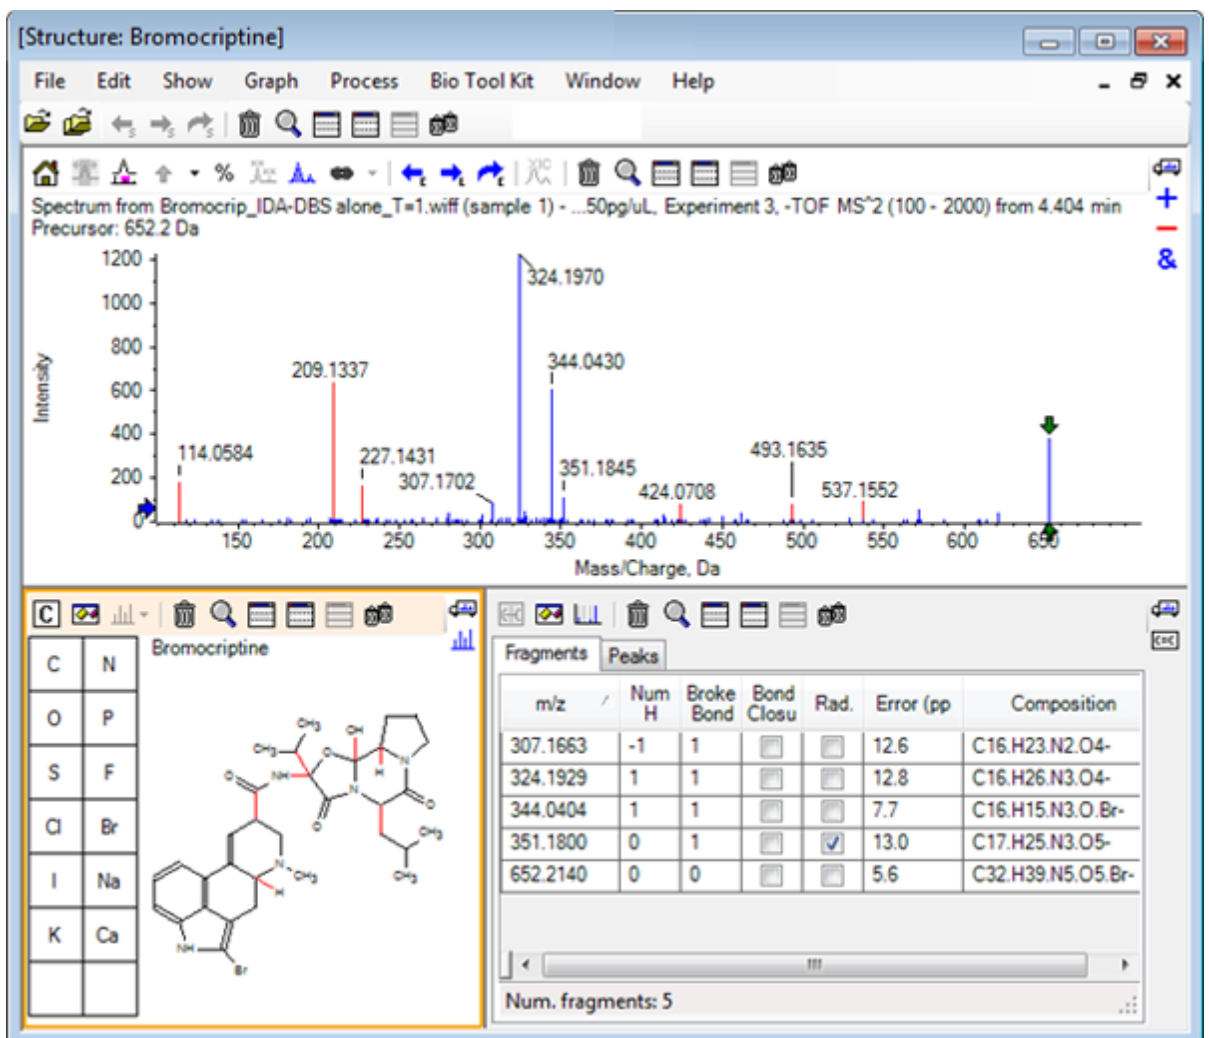 [Structure: Bromocriptine]
File Edit Show Graph Process Bio Tool Kit Window Help
Spectrum from Bromocrip_IDA-DBS alone_T=1.wiff (sample 1) - ...50pg/uL, Experiment 3, -TOF MS^2 (100 - 2000) from 4.404 min
Precursor: 652.2 Da
1200
1000
800
600
400
200
0
Intensity
324.1970
344.0430
209.1337
114.0584
227.1431
307.1702
351.1845
424.0708
493.1635
537.1552
150 200 250 300 350 400 450 500 550 600 650
Mass/Charge, Da
C N
O P
S F
Cl Br
I Na
K Ca
Bromocriptine
CH3
OH
CH3
O
H
N
O
NH
N
O
O
CH3
N
CH3
CH3
H
NH
Br
Fragments Peaks
m/z Num H Broke Bond Bond Closu Rad. Error (pp Composition
307.1663 -1 1 12.6 C16.H23.N2.O4-
324.1929 1 1 12.8 C16.H26.N3.O4-
344.0404 1 1 7.7 C16.H15.N3.O.Br-
351.1800 0 1 13.0 C17.H25.N3.O5-
652.2140 0 0 5.6 C32.H39.N5.O5.Br-
Num. fragments: 5